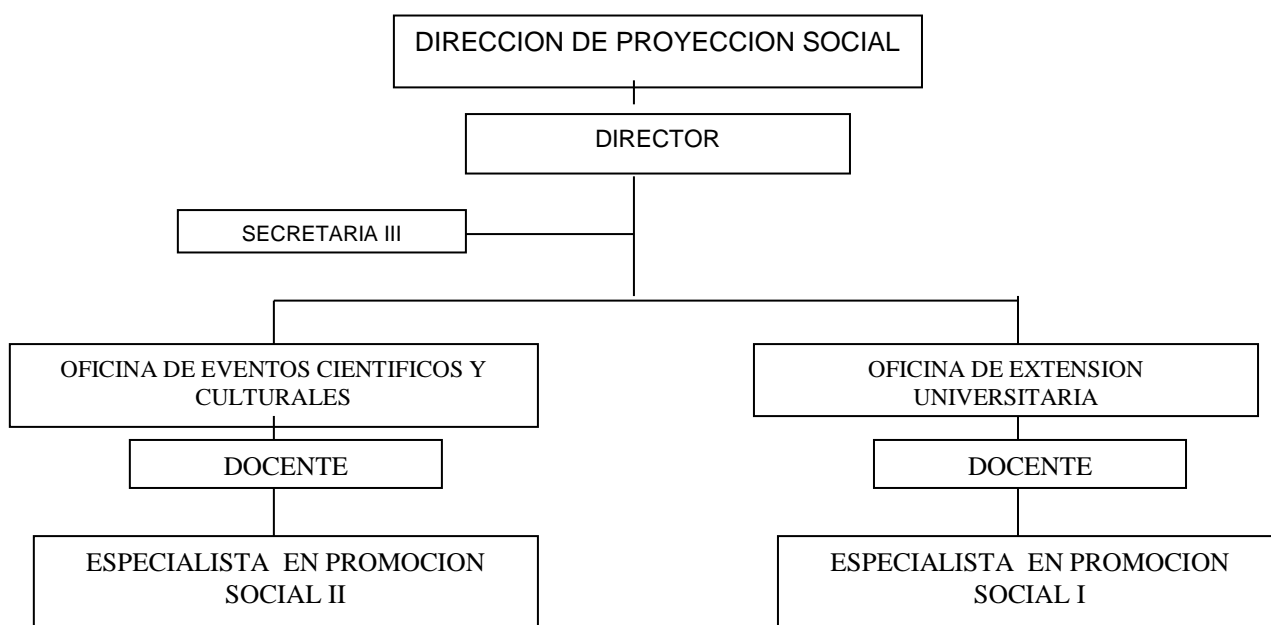 DIRECCION DE PROYECCION SOCIAL
DIRECTOR
SECRETARIA III
OFICINA DE EVENTOS CIENTIFICOS Y
CULTURALES
DOCENTE
ESPECIALISTA EN PROMOCION
SOCIAL II
OFICINA DE EXTENSION
UNIVERSITARIA
DOCENTE
ESPECIALISTA EN PROMOCION
SOCIAL I